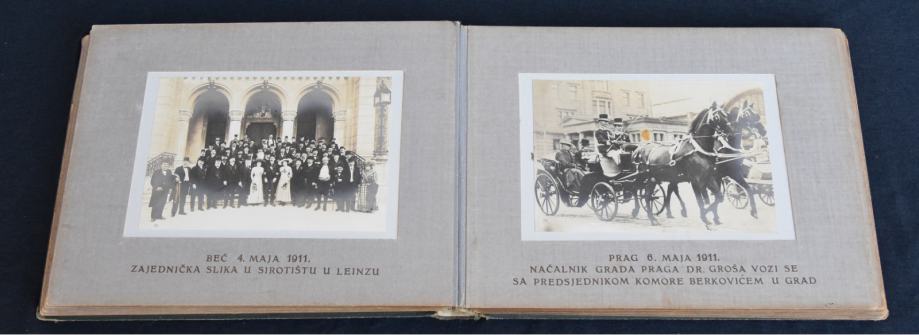 BEČ 4. MAJA 1911.
ZAJEDNIČKA SLIKA U SIROTIŠTU U LEINZU
PRAG 6. MAJA 1911.
NAČALNIK GRADA PRAGA DR. GROŠA VOZI SE
SA PREDSJEDNIKOM KOMORE BERKOVIĆEM U GRAD